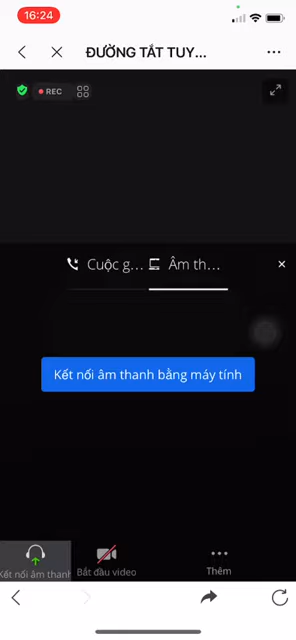 16:24
ĐƯỜNG TẮT TUY...
REC
Cuộc g... Âm th...
Kết nối âm thanh bằng máy tính
Kết nối âm thanh
Bắt đầu video
Thêm